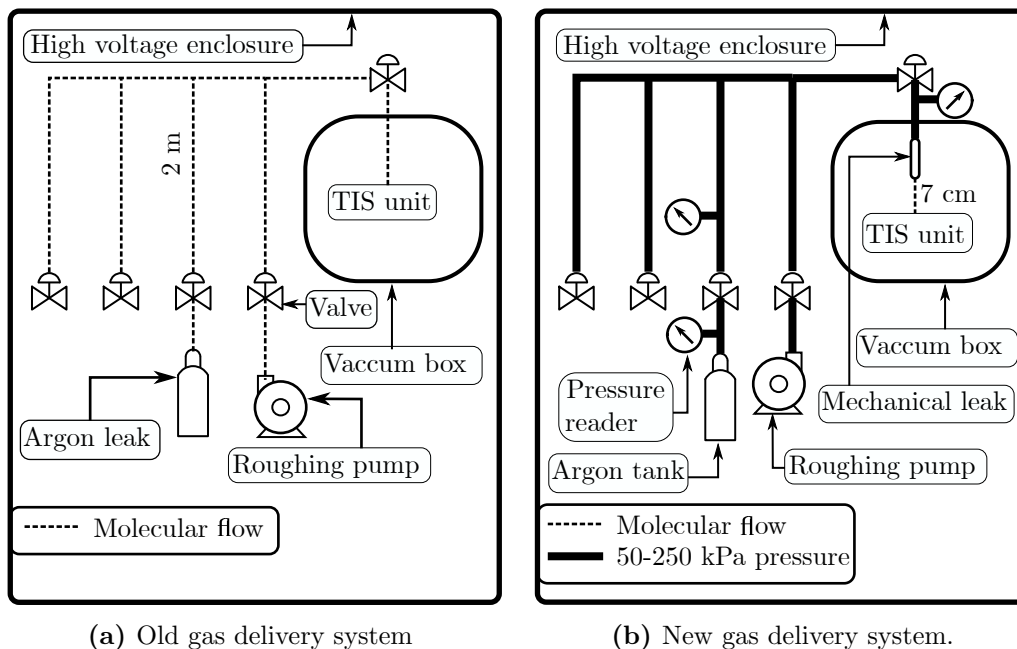 High voltage enclosure
2 m
TIS unit
Valve
Vaccum box
Argon leak
Roughing pump
Molecular flow
(a) Old gas delivery system
High voltage enclosure
7 cm
TIS unit
Vaccum box
Pressure
reader
Mechanical leak
Argon tank
Roughing pump
Molecular flow
50-250 kPa pressure
(b) New gas delivery system.